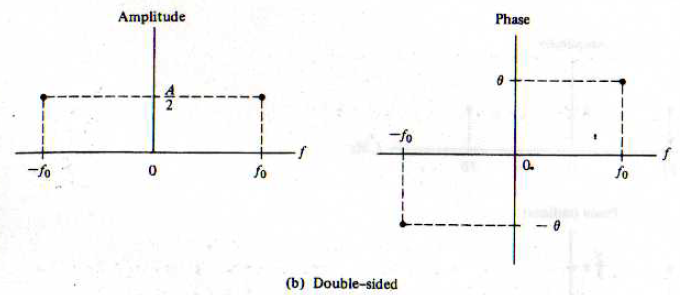 Amplitude
A
2
-f0
0
f0
f
Phase
θ
-f0
0
f0
f
- θ
(b) Double-sided